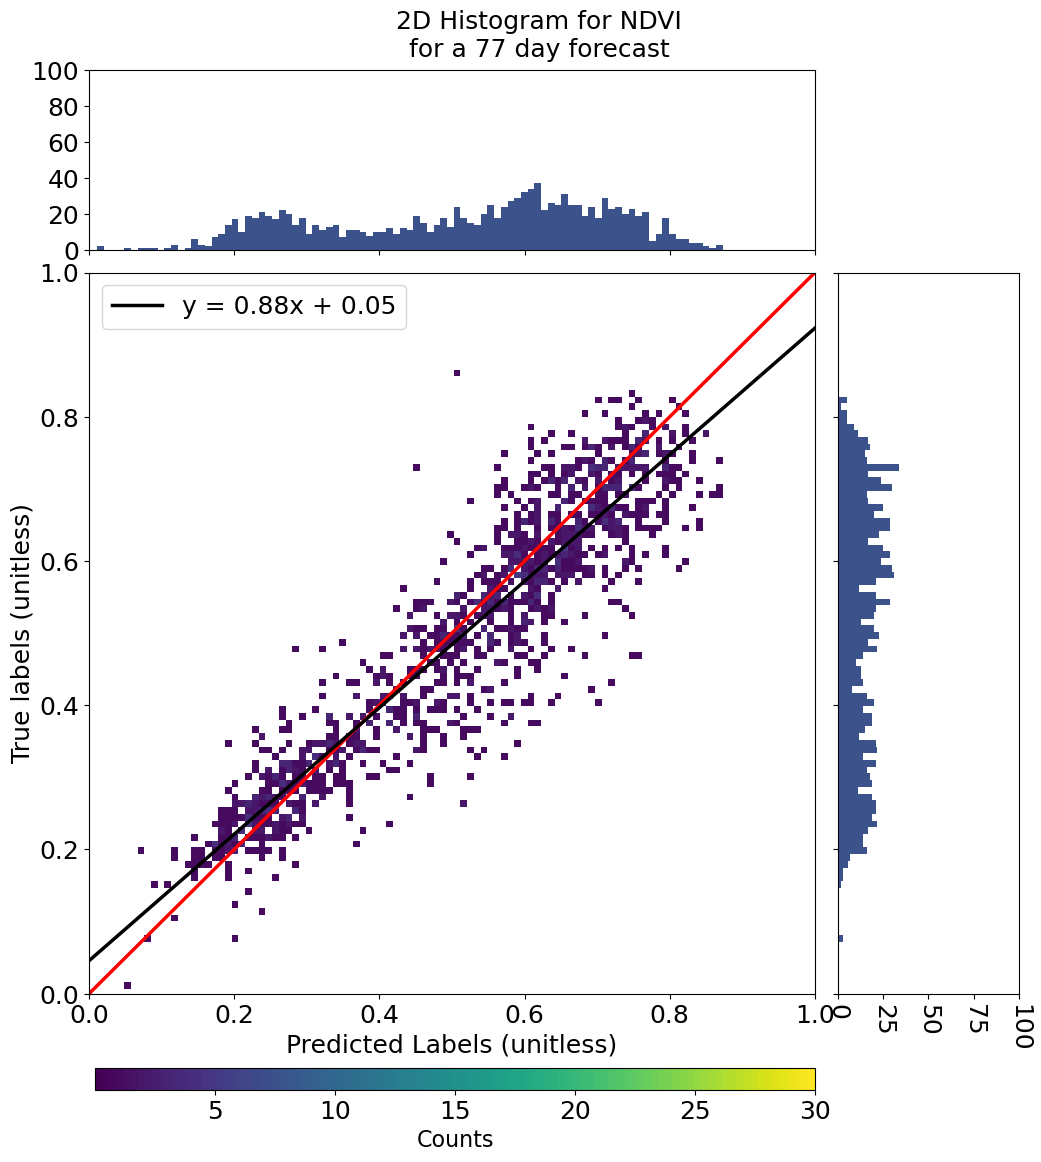 2D Histogram for NDVI
for a 77 day forecast
100
80
60
40
20
0
1.0
0.8
0.6
0.4
0.2
0.0
True labels (unitless)
y = 0.88x + 0.05
0.0 0.2 0.4 0.6 0.8 1.0
Predicted Labels (unitless)
0 25 50 75 100
5 10 15 20 25 30
Counts